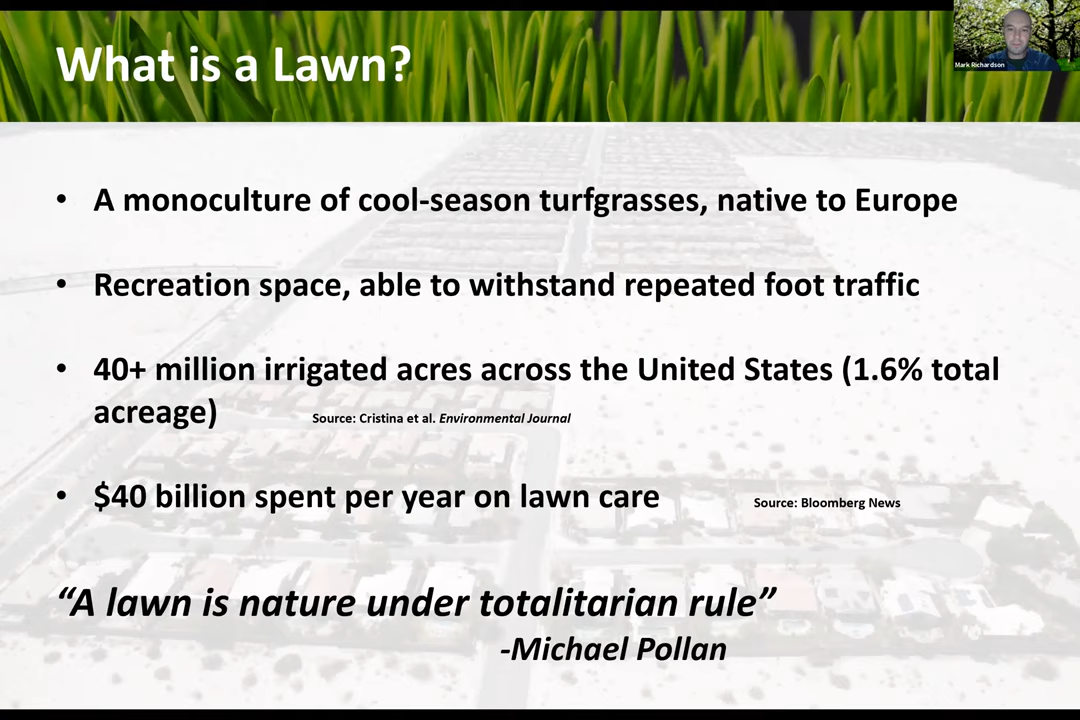 What is a Lawn?
Mark Richardson
• A monoculture of cool-season turfgrasses, native to Europe
• Recreation space, able to withstand repeated foot traffic
• 40+ million irrigated acres across the United States (1.6% total
acreage) Source: Cristina et al. Environmental Journal
• $40 billion spent per year on lawn care Source: Bloomberg News
“A lawn is nature under totalitarian rule”
-Michael Pollan